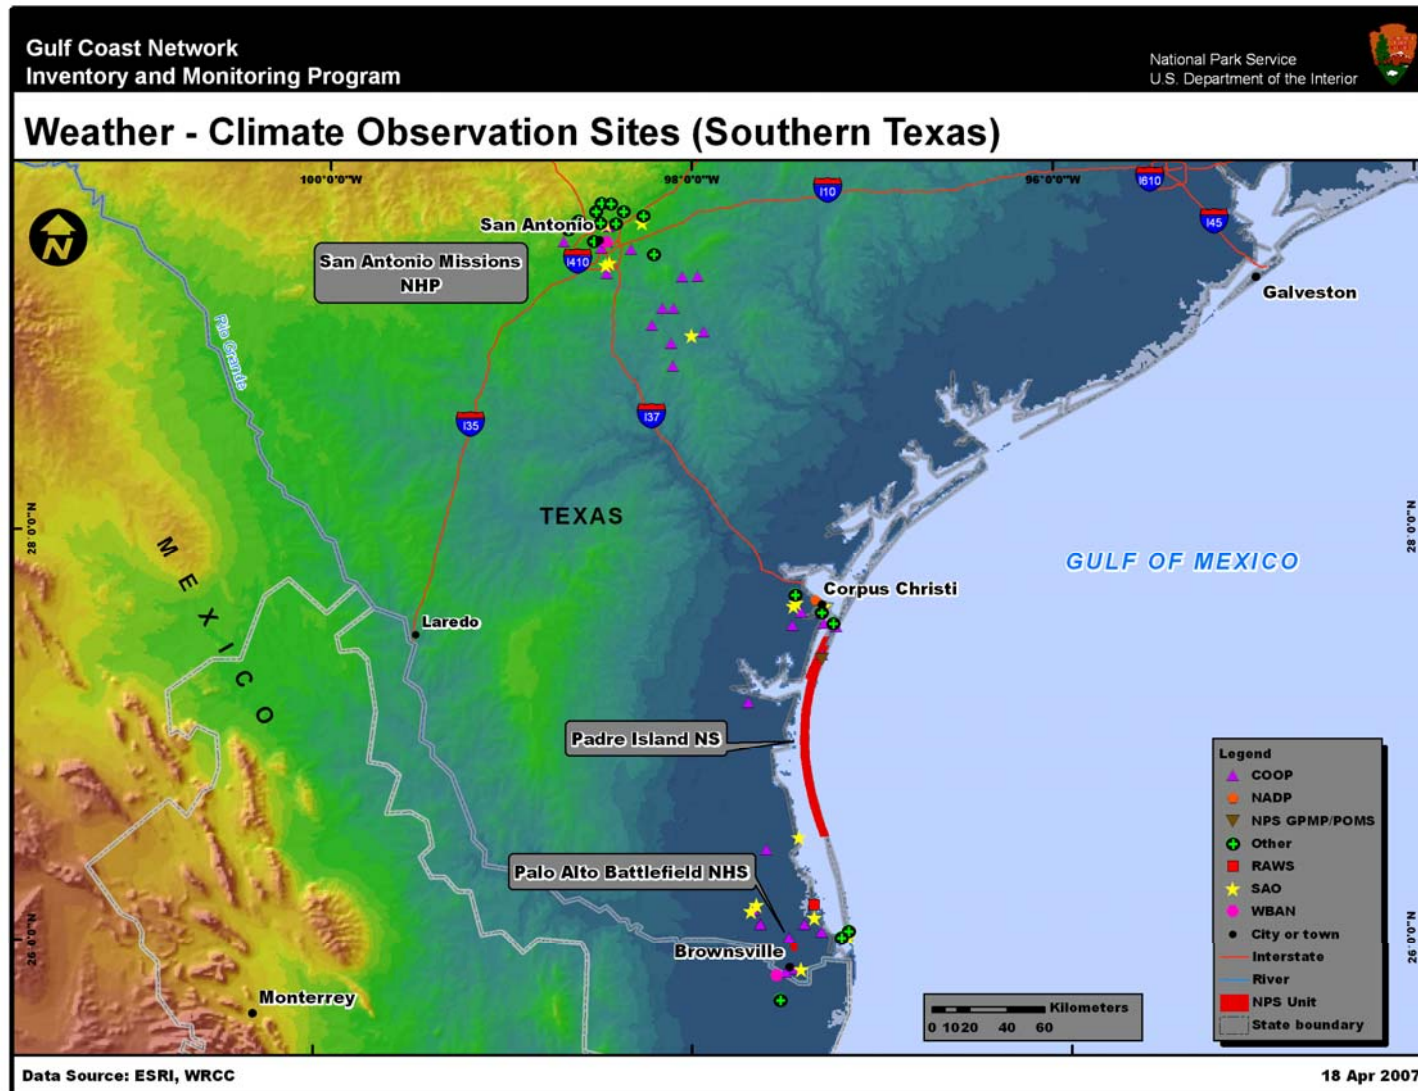 Gulf Coast Network
Inventory and Monitoring Program
National Park Service
U.S. Department of the Interior
Weather - Climate Observation Sites (Southern Texas)
100°0'0"W
98°0'0"W
96°0'0"W
I10
I610
I45
San Antonio
I410
San Antonio Missions
NHP
Galveston
Rio Grande
I35
I37
TEXAS
28°0'0"N
28°0'0"N
MEXICO
GULF OF MEXICO
Corpus Christi
Laredo
Padre Island NS
Palo Alto Battlefield NHS
26°0'0"N
26°0'0"N
Brownsville
Monterrey
Legend
COOP
NADP
NPS GPMP/POMS
Other
RAWS
SAO
WBAN
City or town
Interstate
River
NPS Unit
State boundary
Kilometers
0 10 20 40 60
Data Source: ESRI, WRCC
18 Apr 2007